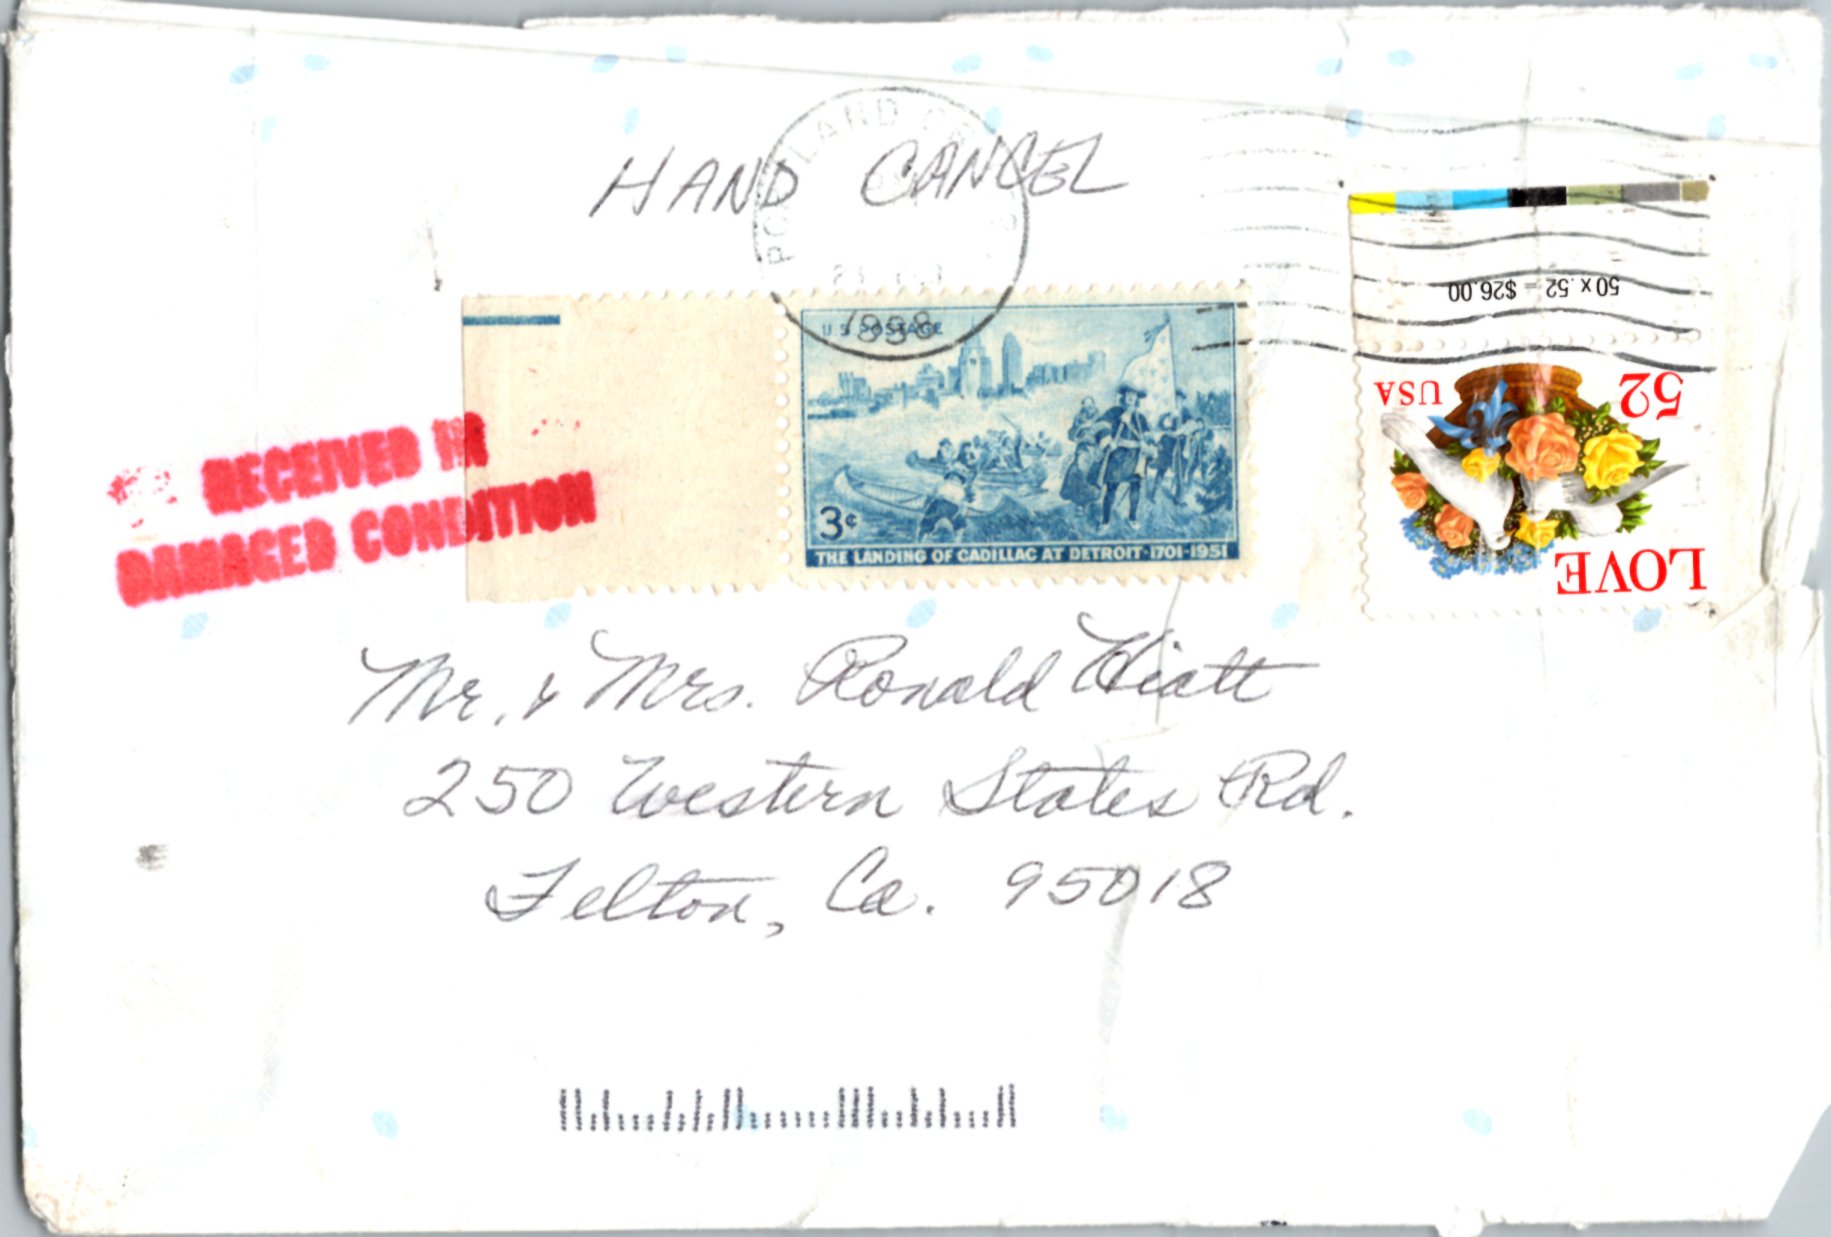 HAND CANCEL
PORTLAND
1998
50 x .52 = $26.00
U.S. POSTAGE
USA 52
3¢
THE LANDING OF CADILLAC AT DETROIT·1701-1951
LOVE
RECEIVED IN
DAMAGED CONDITION
Mr. & Mrs. Ronald Hiatt
250 Western States Rd.
Felton, Ca. 95018